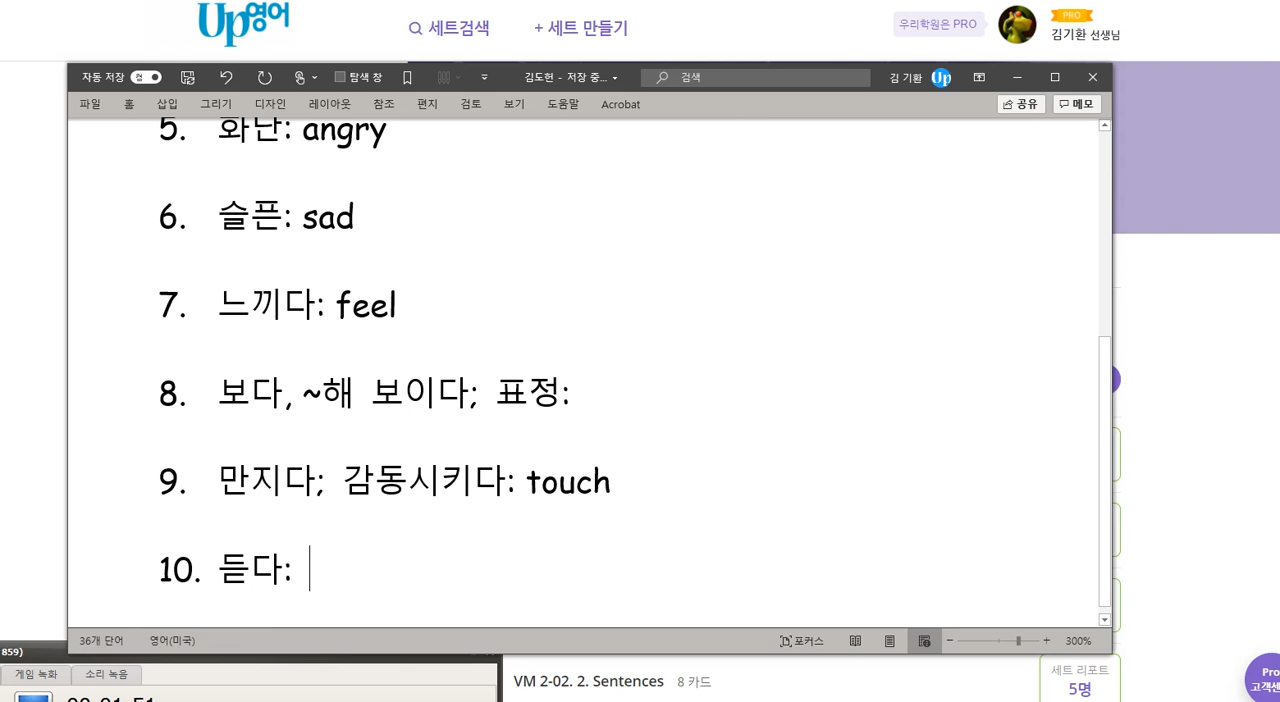 Up영어
세트검색
+ 세트 만들기
우리학원은 PRO
PRO
김기환 선생님
자동 저장
컴
탐색 창
김도현 - 저장 중...
검색
김 기환
Up
파일 홈 삽입 그리기 디자인 레이아웃 참조 편지 검토 보기 도움말 Acrobat
공유
메모
5. 화난: angry
6. 슬픈: sad
7. 느끼다: feel
8. 보다, ~해 보이다; 표정:
9. 만지다; 감동시키다: touch
10. 듣다:
36개 단어
영어(미국)
포커스
300%
859)
게임 녹화
소리 녹음
VM 2-02. 2. Sentences 8 카드
세트 리포트
5명
Pro
고객센